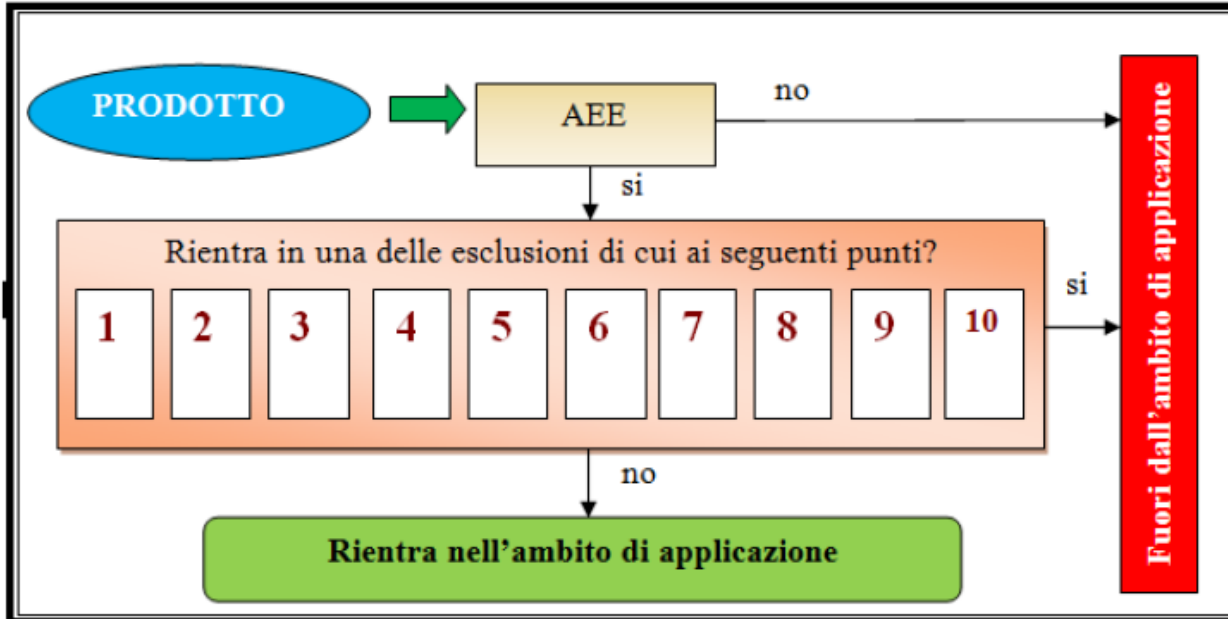 PRODOTTO
AEE
no
si
Rientra in una delle esclusioni di cui ai seguenti punti?
1 2 3 4 5 6 7 8 9 10
si
no
Rientra nell'ambito di applicazione
Fuori dall'ambito di applicazione